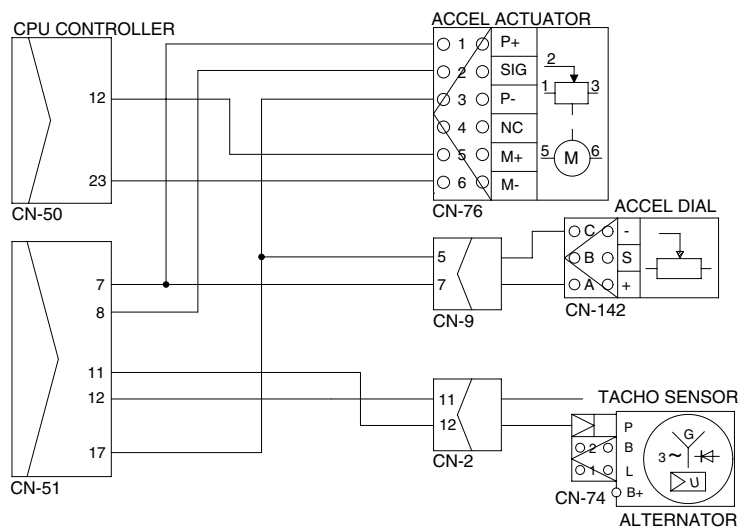 CPU CONTROLLER
12
23
CN-50
ACCEL ACTUATOR
1 P+
2 SIG
3 P-
4 NC
5 M+
6 M-
2
1 3
5 M 6
CN-76
7
8
11
12
17
CN-51
5
7
CN-9
ACCEL DIAL
C -
B S
A +
CN-142
11
12
CN-2
TACHO SENSOR
P
2 B
1 L
B+
G
3~
U
CN-74
ALTERNATOR